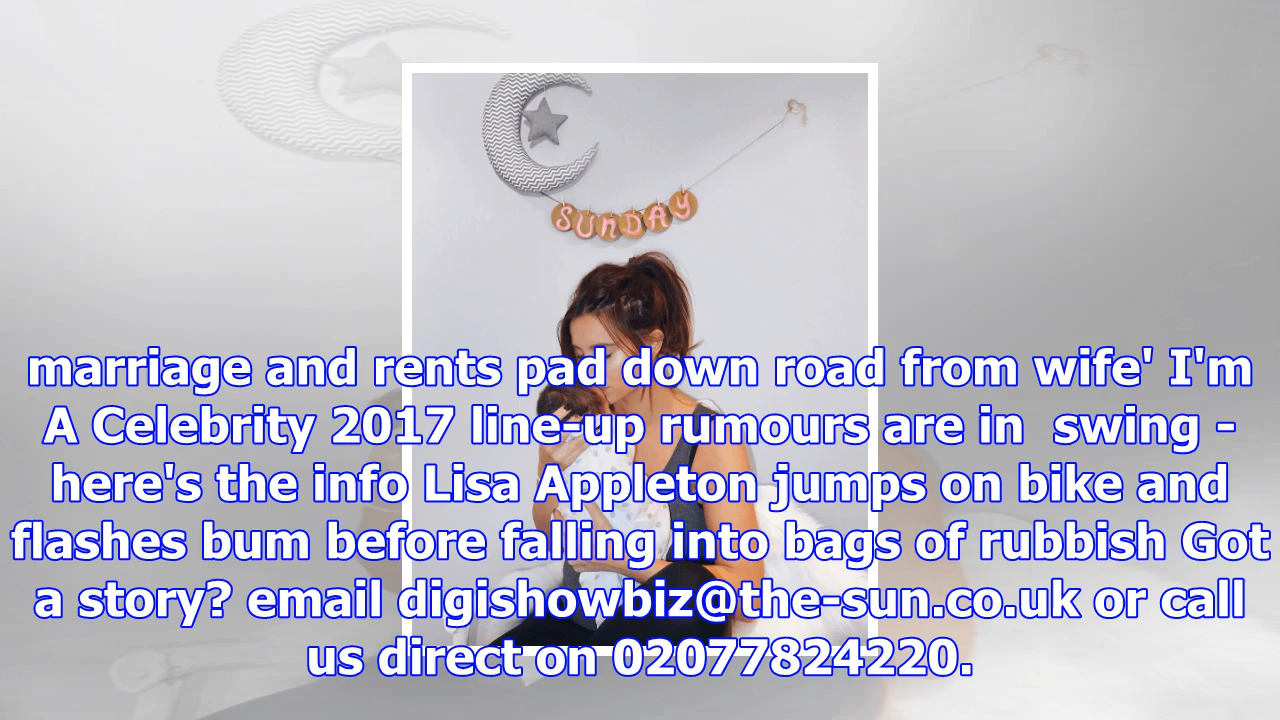 SUNDAY
marriage and rents pad down road from wife' I'm
A Celebrity 2017 line-up rumours are in  swing -
here's the info Lisa Appleton jumps on bike and
flashes bum before falling into bags of rubbish Got
a story? email digishowbiz@the-sun.co.uk or call
us direct on 02077824220.